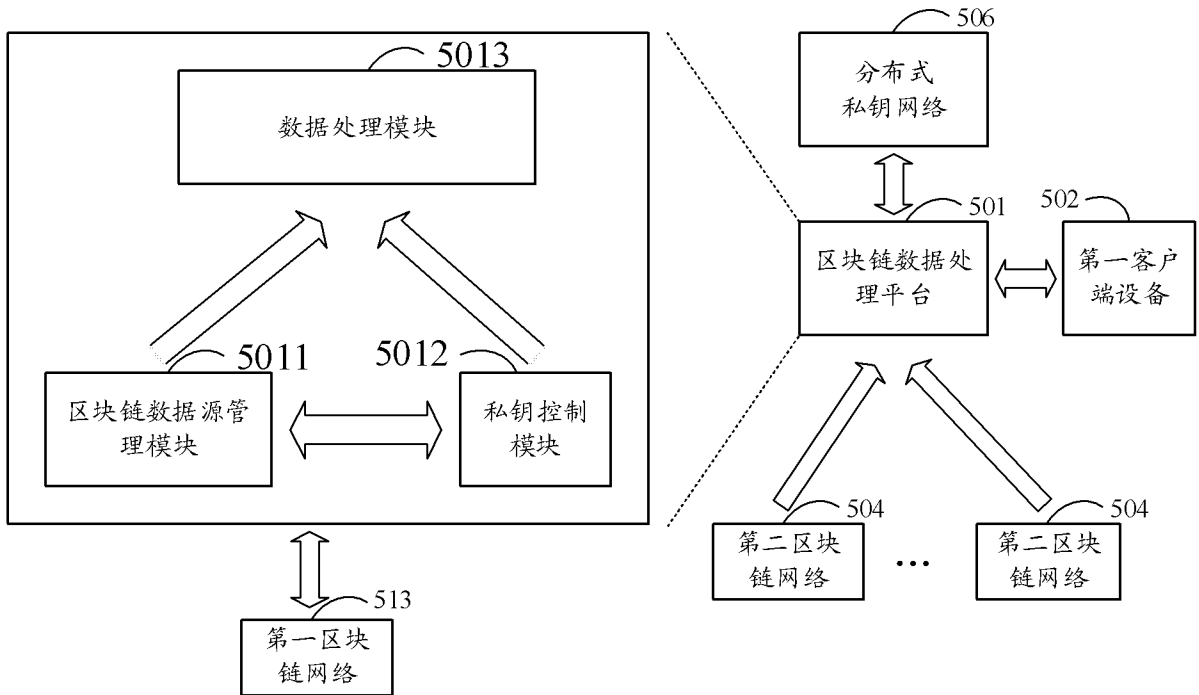 5013
数据处理模块
5011
区块链数据源管
理模块
5012
私钥控制
模块
513
第一区块
链网络
506
分布式
私钥网络
501
区块链数据处
理平台
502
第一客户
端设备
504
第二区块
链网络
...
504
第二区块
链网络